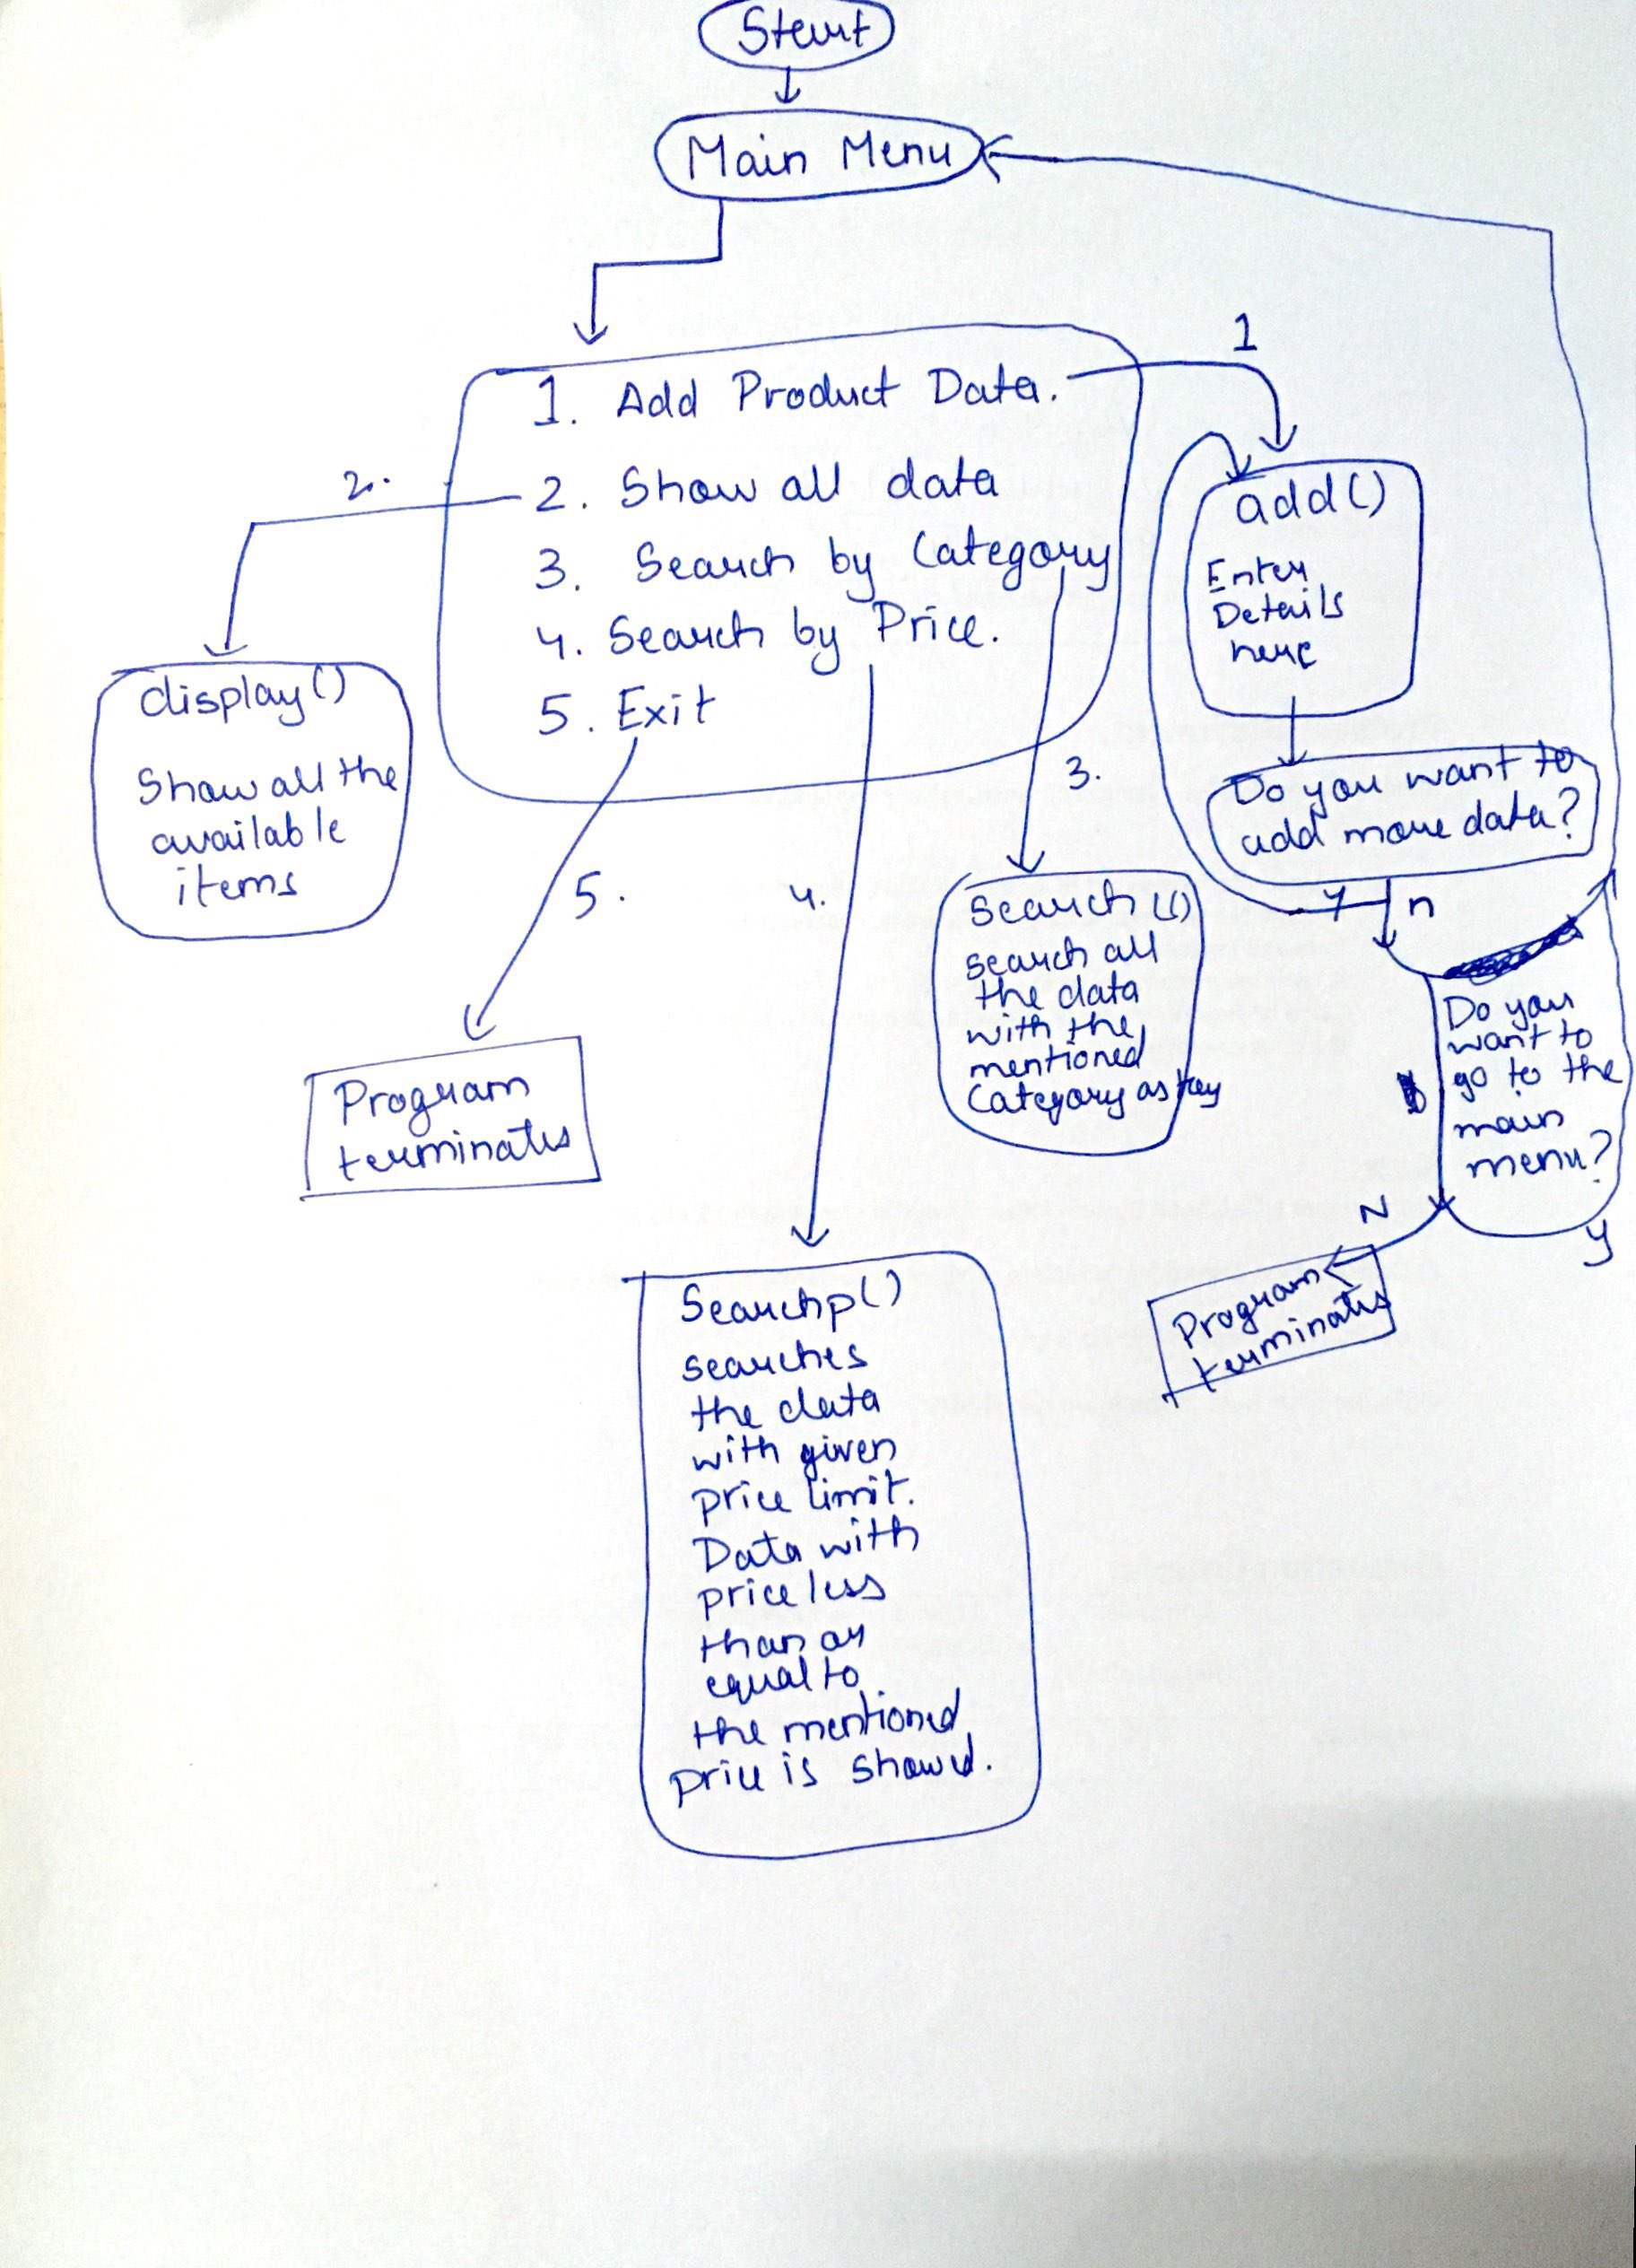 Start
Main Menu
1. Add Product Data.
2. Show all data
3. Search by Category
4. Search by Price.
5. Exit
1
add()
Enter
Details
here
Do you want to
add more data?
y
n
Do you
want to
go to the
main
menu?
y
N
Program
terminates
2.
display()
Show all the
available
items
3.
Search()
search all
the data
with the
mentioned
Category as key
4.
Searchp()
searches
the data
with given
price limit.
Data with
price less
than or
equal to
the mentioned
price is showed.
5.
Program
terminates